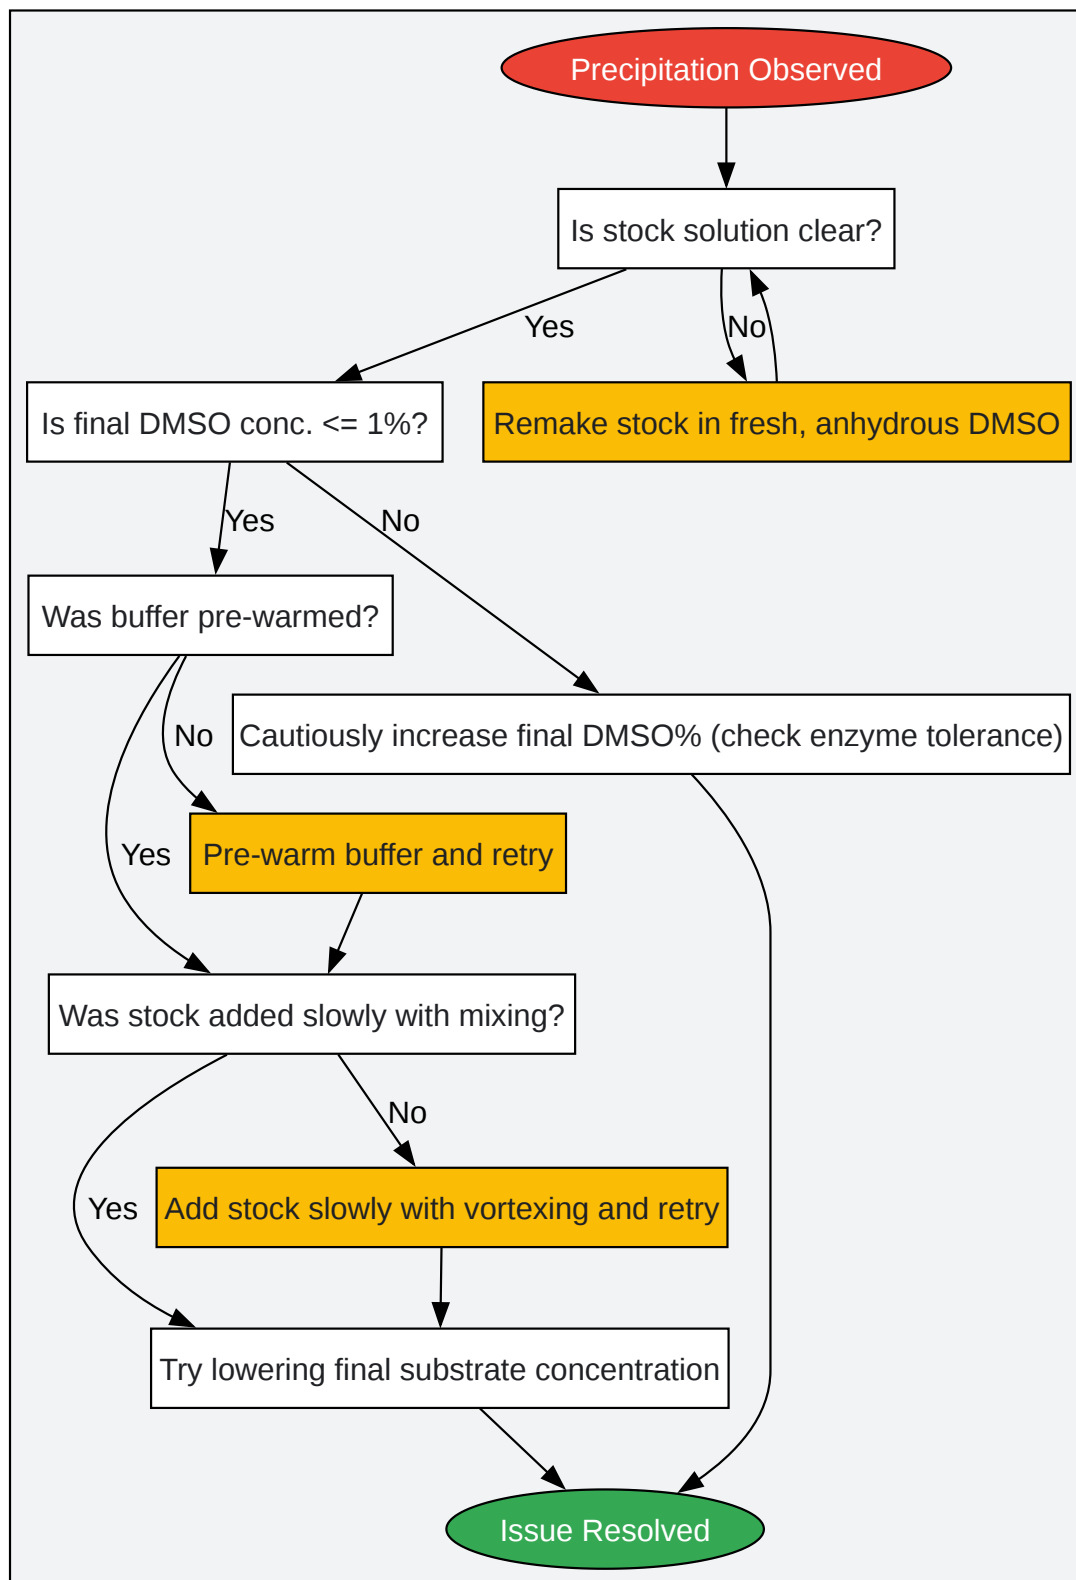 Precipitation Observed
Is stock solution clear?
Yes
No
Is final DMSO conc. <= 1%?
Remake stock in fresh, anhydrous DMSO
Yes
No
Was buffer pre-warmed?
No
Cautiously increase final DMSO% (check enzyme tolerance)
Yes
Pre-warm buffer and retry
Was stock added slowly with mixing?
No
Yes
Add stock slowly with vortexing and retry
Try lowering final substrate concentration
Issue Resolved